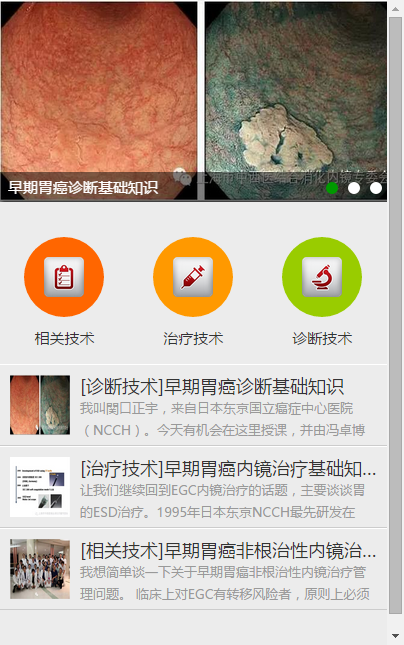 上海市中西医结合消化内镜专委会
早期胃癌诊断基础知识
相关技术 治疗技术 诊断技术
[诊断技术]早期胃癌诊断基础知识
我叫関口正宇，来自日本东京国立癌症中心医院
（NCCH）。今天有机会在这里授课，并由冯卓博
[治疗技术]早期胃癌内镜治疗基础知...
让我们继续回到EGC内镜治疗的话题，主要谈谈胃
的ESD治疗。1995年日本东京NCCH最先研发在
[相关技术]早期胃癌非根治性内镜治...
我想简单谈一下关于早期胃癌非根治性内镜治疗管
理问题。 临床上对EGC有转移风险者，原则上必须